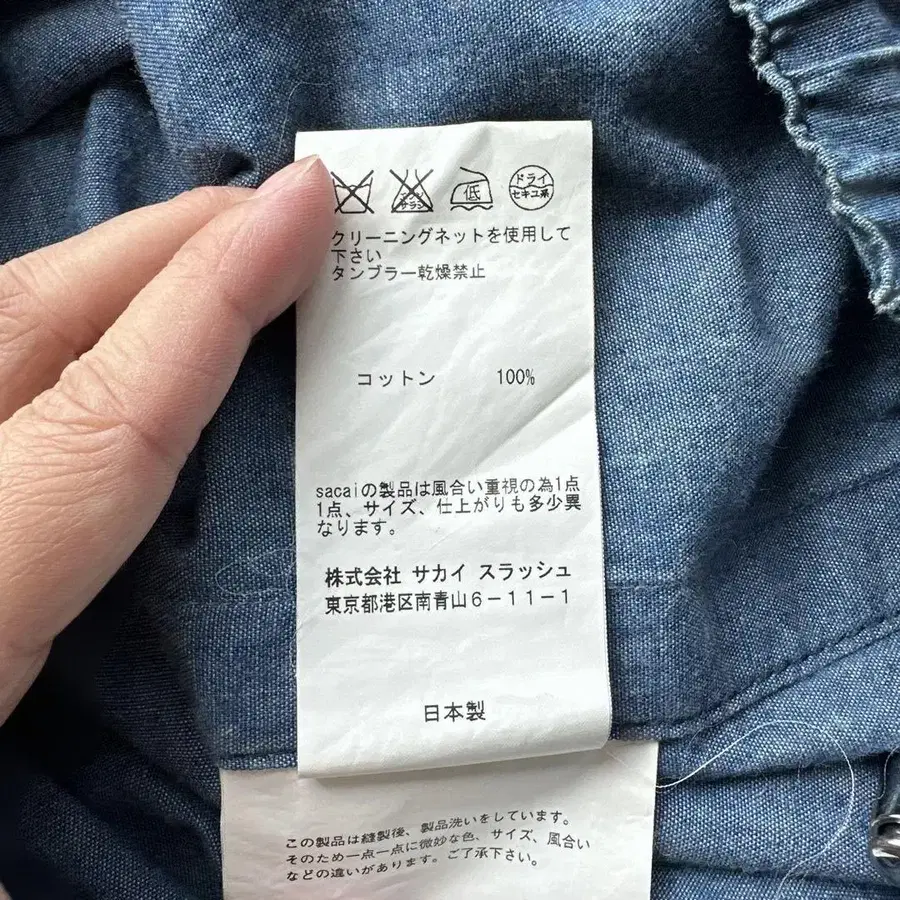 低 ドライ
セキユ系
クリーニングネットを使用して
下さい
タンブラー乾燥禁止
コットン 100%
sacaiの製品は風合い重視の為1点
1点、サイズ、仕上がりも多少異
なります。
株式会社 サカイ スラッシュ
東京都港区南青山6-11-1
日本製
この製品は縫製後、製品洗いをしています。
そのため一点一点に微妙な色、サイズ、風合い
などの違いがあります。ご了承下さい。